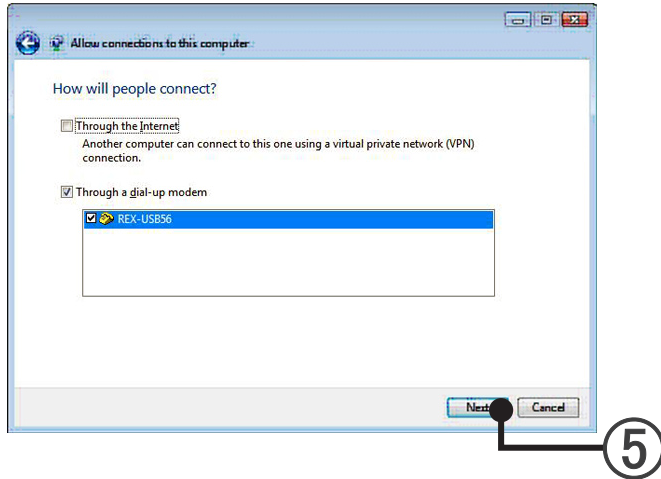 Allow connections to this computer
How will people connect?
Through the Internet
Another computer can connect to this one using a virtual private network (VPN)
connection.
Through a dial-up modem
REX-USB56
Next
Cancel
⑤